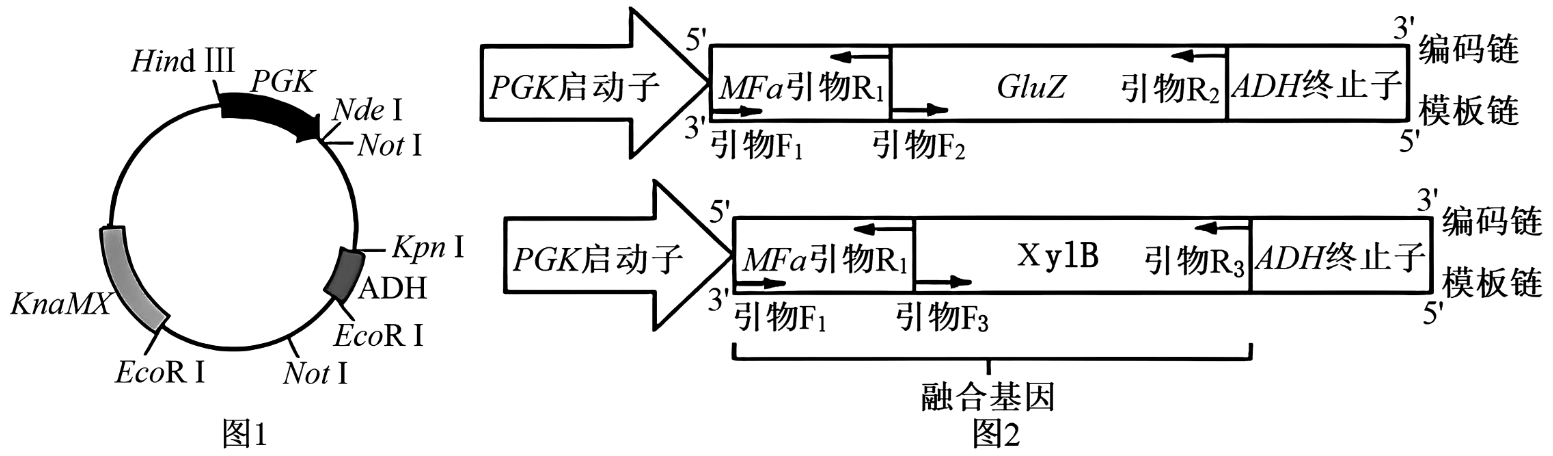 Hind III
PGK
Nde I
Not I
Kpn I
ADH
EcoR I
Not I
EcoR I
KnaMX
图1
PGK启动子
5'
3'
MFa引物R₁
引物F₁
GluZ
引物F₂
引物R₂
ADH终止子
3'
编码链
模板链
5'
PGK启动子
5'
3'
MFa引物R₁
引物F₁
Xy1B
引物F₃
引物R₃
ADH终止子
3'
编码链
模板链
5'
融合基因
图2